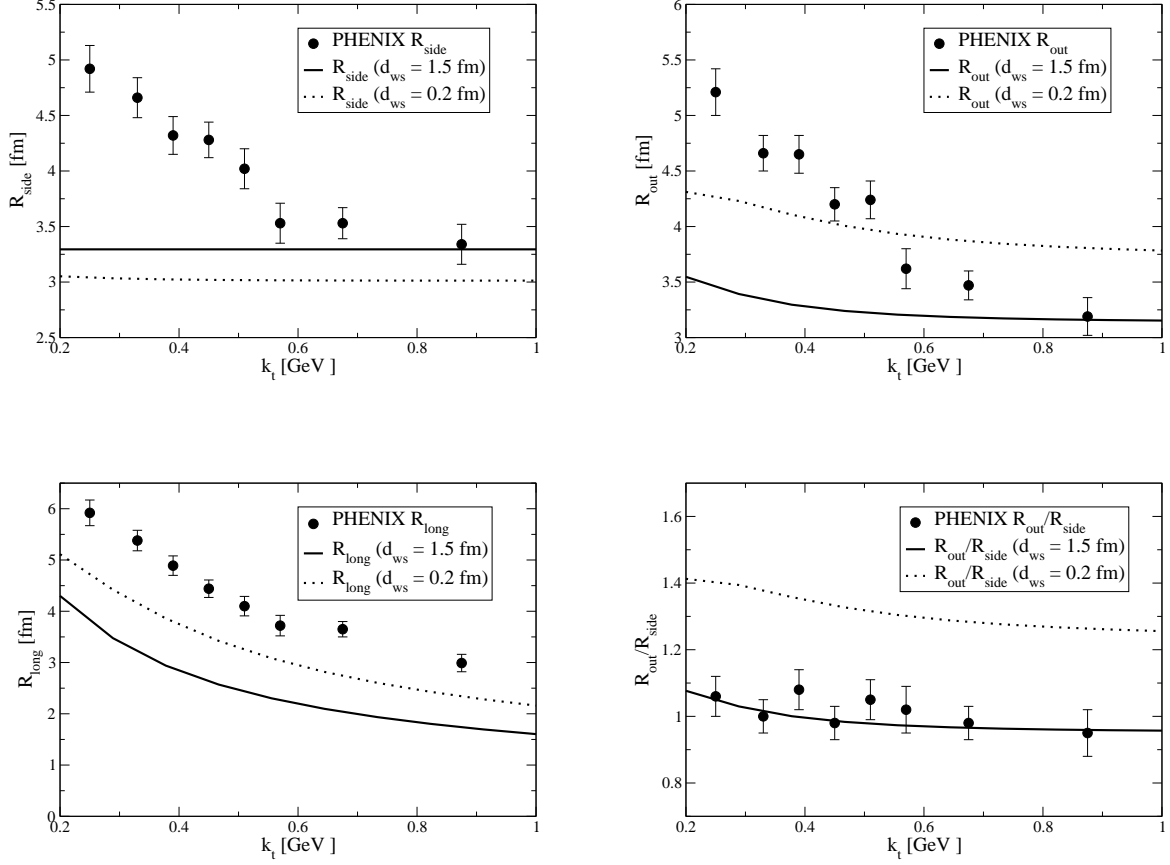 5.5
5
4.5
4
3.5
3
2.5
R_side [fm]
PHENIX R_side
R_side (d_ws = 1.5 fm)
R_side (d_ws = 0.2 fm)
0.2 0.4 0.6 0.8 1
k_t [GeV ]
6
5.5
5
4.5
4
3.5
3
R_out [fm]
PHENIX R_out
R_out (d_ws = 1.5 fm)
R_out (d_ws = 0.2 fm)
0.2 0.4 0.6 0.8 1
k_t [GeV ]
6
5
4
3
2
1
0
R_long [fm]
PHENIX R_long
R_long (d_ws = 1.5 fm)
R_long (d_ws = 0.2 fm)
0.2 0.4 0.6 0.8 1
k_t [GeV ]
1.6
1.4
1.2
1
0.8
R_out/R_side
PHENIX R_out/R_side
R_out/R_side (d_ws = 1.5 fm)
R_out/R_side (d_ws = 0.2 fm)
0.2 0.4 0.6 0.8 1
k_t [GeV ]